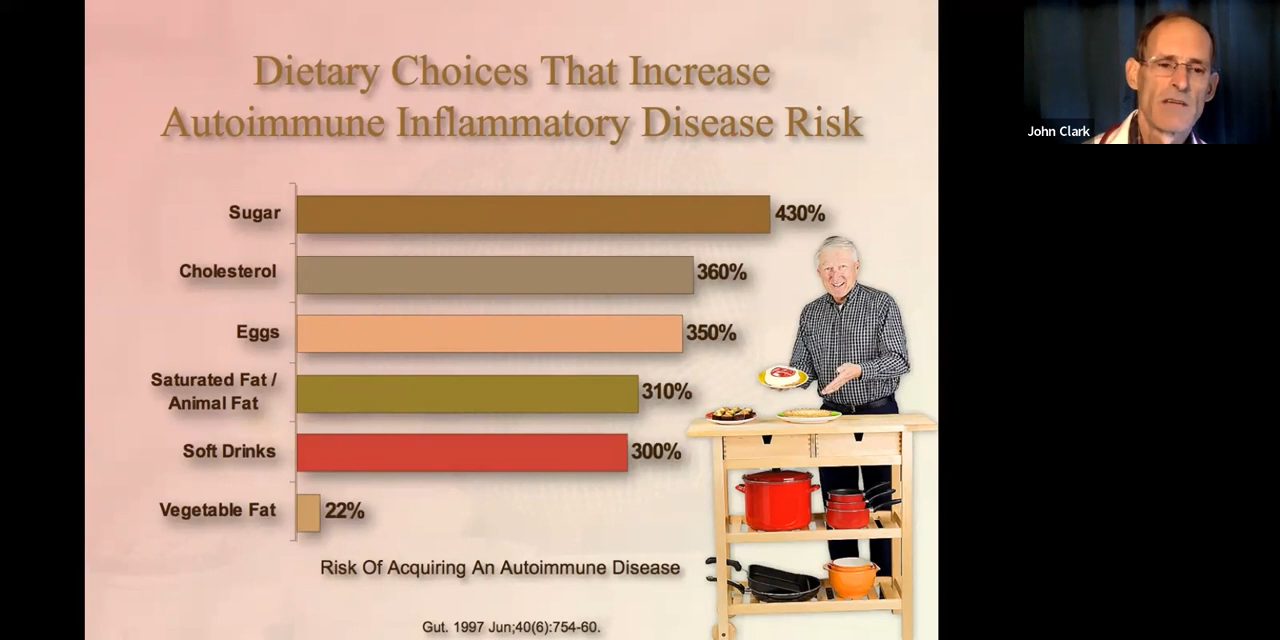 Dietary Choices That Increase
Autoimmune Inflammatory Disease Risk
John Clark
Sugar
430%
Cholesterol
360%
Eggs
350%
Saturated Fat /
Animal Fat
310%
Soft Drinks
300%
Vegetable Fat
22%
Risk Of Acquiring An Autoimmune Disease
Gut. 1997 Jun;40(6):754-60.